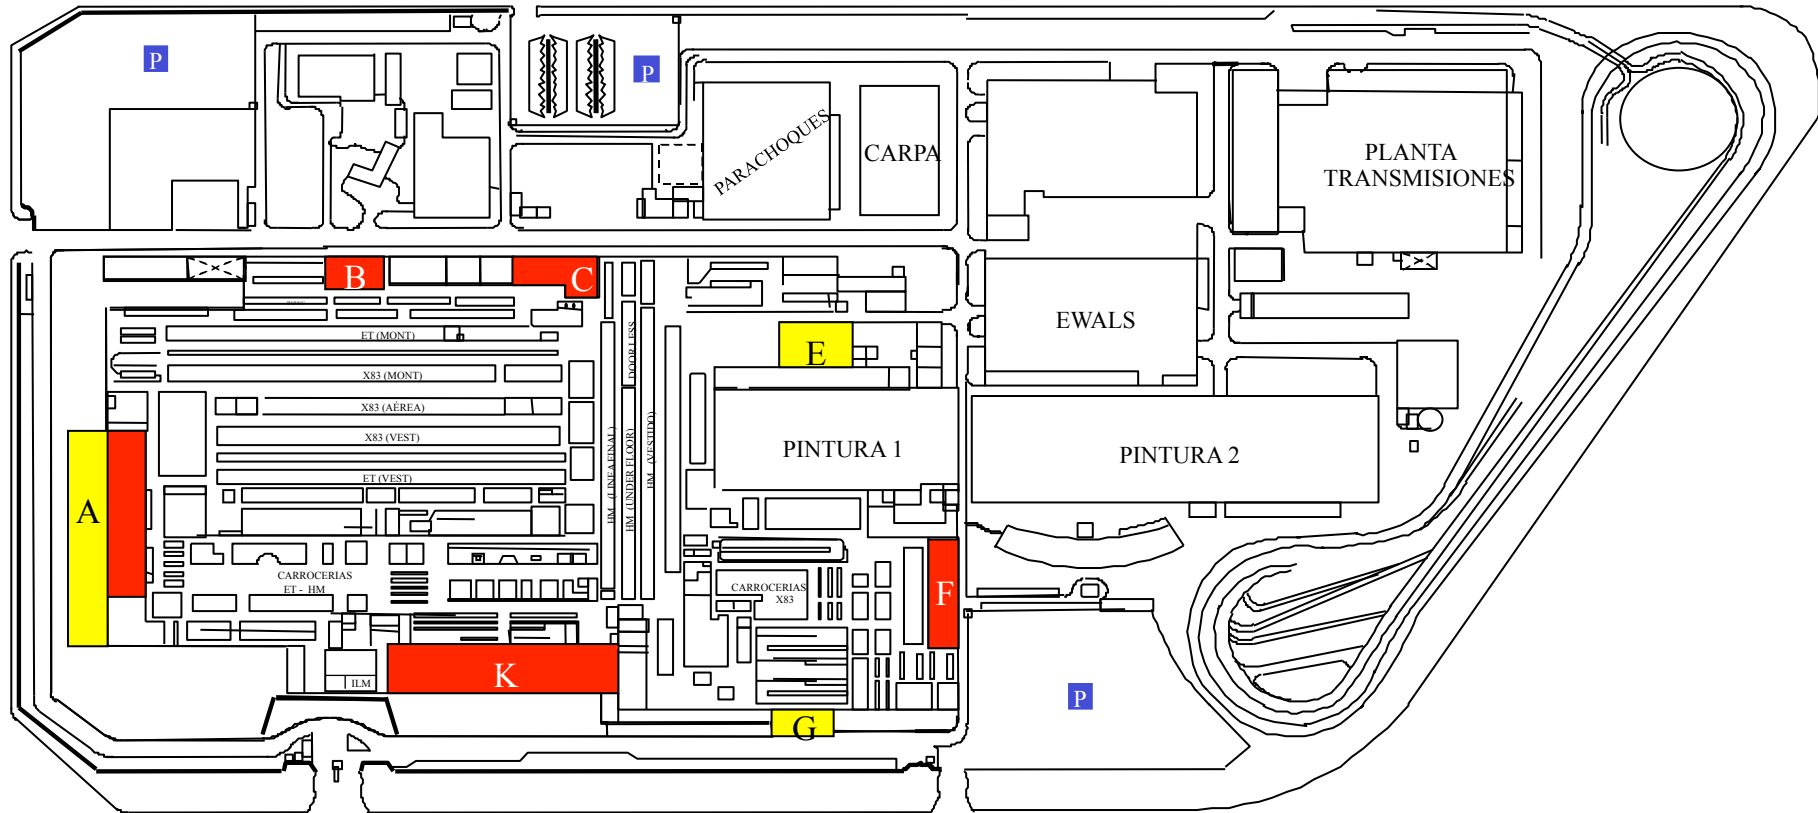 P
P
PARACHOQUES
CARPA
PLANTA
TRANSMISIONES
B
C
ET (MONT)
X83 (MONT)
X83 (AÉREA)
X83 (VEST)
ET (VEST)
HM (LINEA FINAL)
HM (UNDER FLOOR)
DOOR LESS
HM (VESTIDO)
E
EWALS
PINTURA 1
PINTURA 2
A
CARROCERIAS
ET - HM
CARROCERIAS
X83
F
K
ILM
G
P